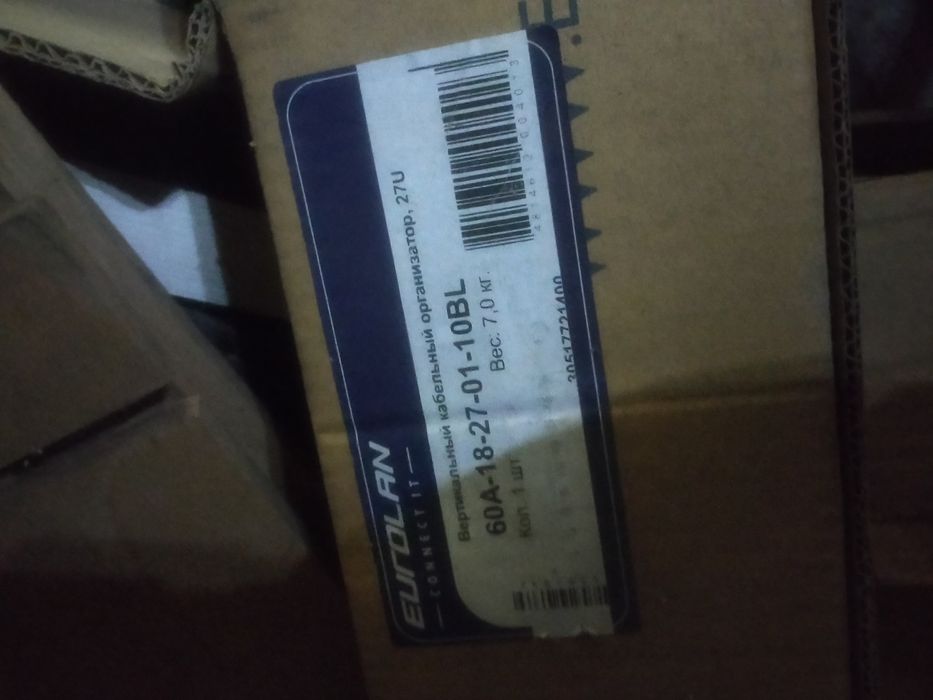 EUROLAN
CONNECT IT
Вертикальный кабельный организатор, 27U
60A-18-27-01-10BL
Кол. 1 шт
Вес: 7,0 кг.